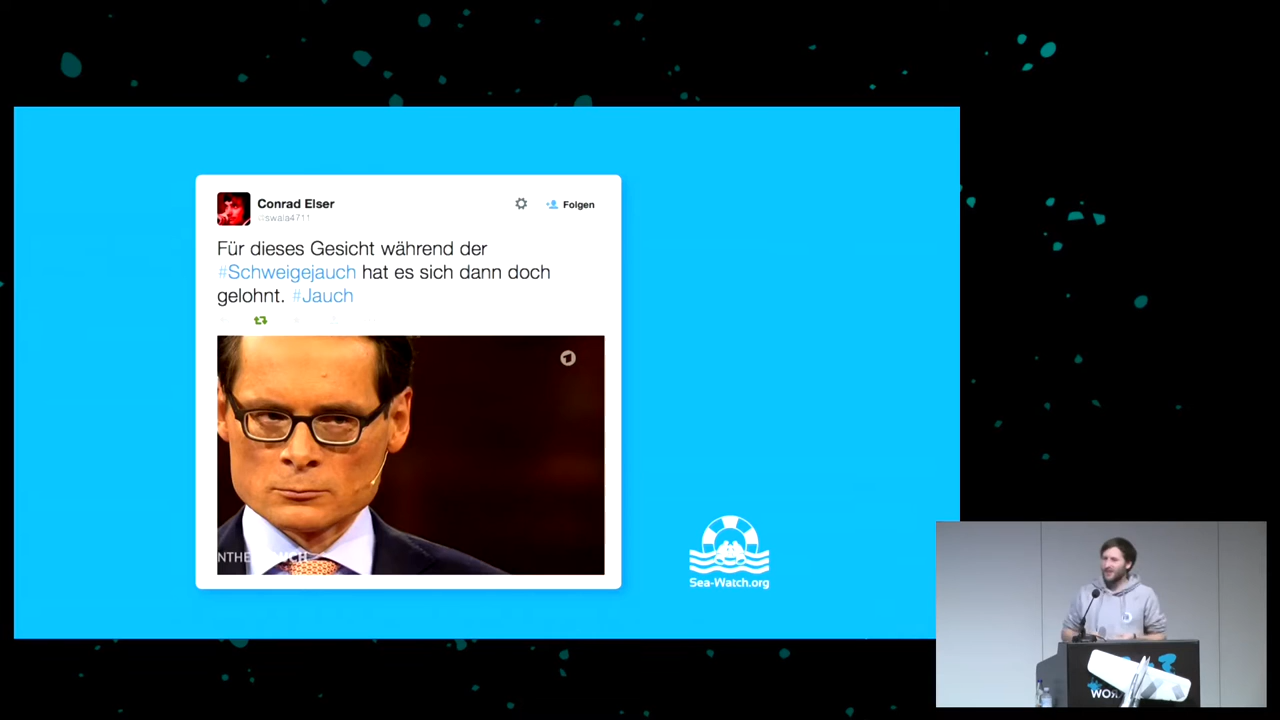 Conrad Elser
@swala4711
Folgen
Für dieses Gesicht während der
#Schweigejauch hat es sich dann doch
gelohnt. #Jauch
Sea-Watch.org